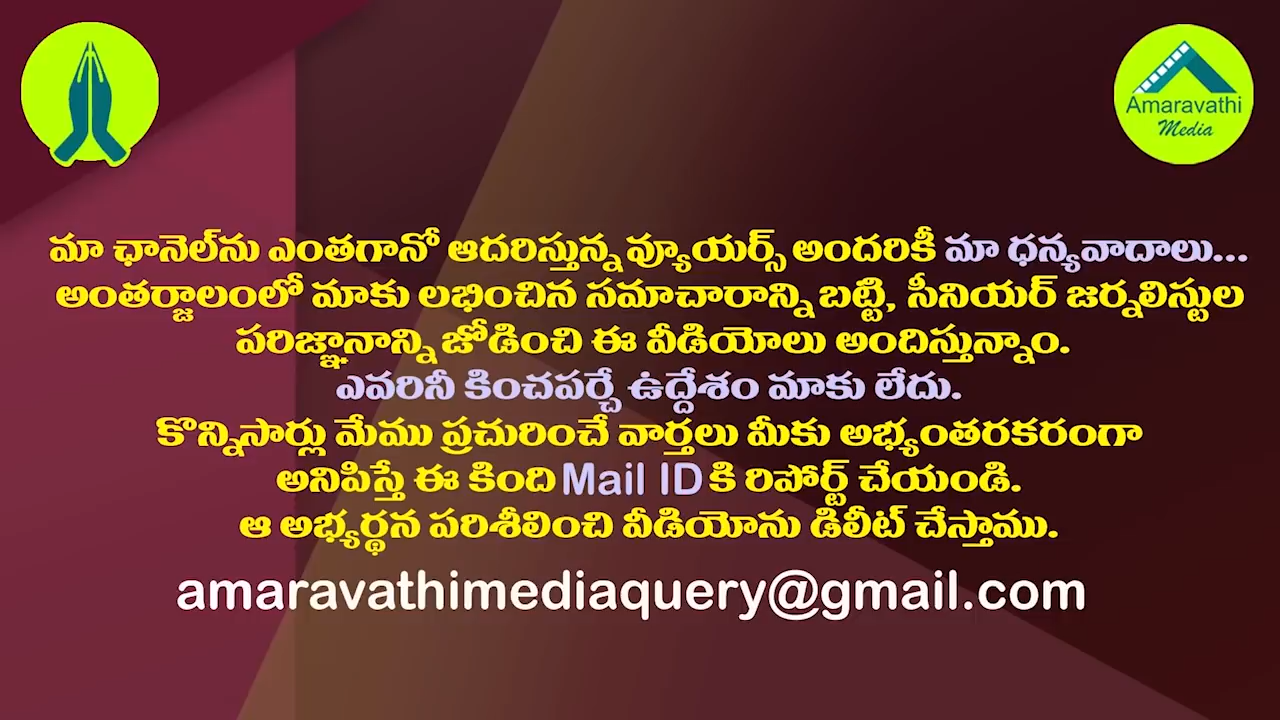 Amaravathi
Media
మా ఛానెల్‌ను ఎంతగానో ఆదరిస్తున్న వ్యూయర్స్ అందరికీ మా ధన్యవాదాలు...
అంతర్జాలంలో మాకు లభించిన సమాచారాన్ని బట్టి, సీనియర్ జర్నలిస్టుల
పరిజ్ఞానాన్ని జోడించి ఈ వీడియోలు అందిస్తున్నాం.
ఎవరినీ కించపర్చే ఉద్దేశం మాకు లేదు.
కొన్నిసార్లు మేము ప్రచురించే వార్తలు మీకు అభ్యంతరకరంగా
అనిపిస్తే ఈ కింది Mail ID కి రిపోర్ట్ చేయండి.
ఆ అభ్యర్థన పరిశీలించి వీడియోను డిలీట్ చేస్తాము.
amaravathimediaquery@gmail.com